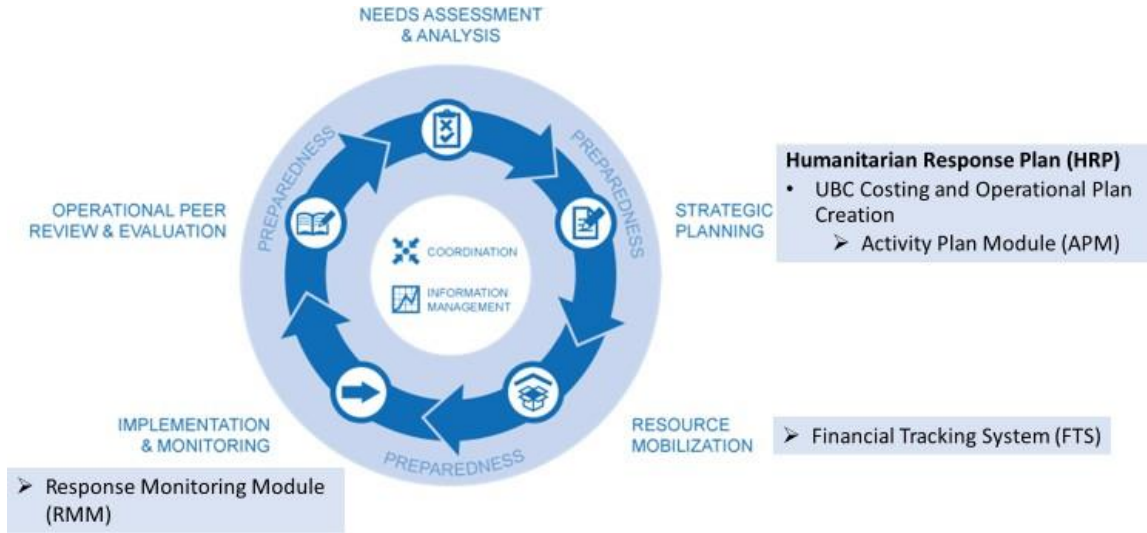 NEEDS ASSESSMENT
& ANALYSIS
PREPAREDNESS
PREPAREDNESS
Humanitarian Response Plan (HRP)
• UBC Costing and Operational Plan
Creation
➢ Activity Plan Module (APM)
OPERATIONAL PEER
REVIEW & EVALUATION
STRATEGIC
PLANNING
COORDINATION
INFORMATION
MANAGEMENT
IMPLEMENTATION
& MONITORING
RESOURCE
MOBILIZATION
➢ Financial Tracking System (FTS)
PREPAREDNESS
➢ Response Monitoring Module
(RMM)